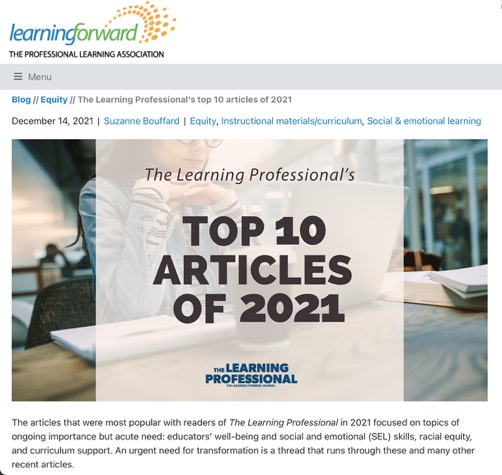 learningforward
THE PROFESSIONAL LEARNING ASSOCIATION
Menu
Blog // Equity // The Learning Professional's top 10 articles of 2021
December 14, 2021 | Suzanne Bouffard | Equity, Instructional materials/curriculum, Social & emotional learning
The Learning Professional's
TOP 10
ARTICLES
OF 2021
THE LEARNING
PROFESSIONAL
THE LEARNING FORWARD JOURNAL
The articles that were most popular with readers of The Learning Professional in 2021 focused on topics of
ongoing importance but acute need: educators' well-being and social and emotional (SEL) skills, racial equity,
and curriculum support. An urgent need for transformation is a thread that runs through these and many other
recent articles.